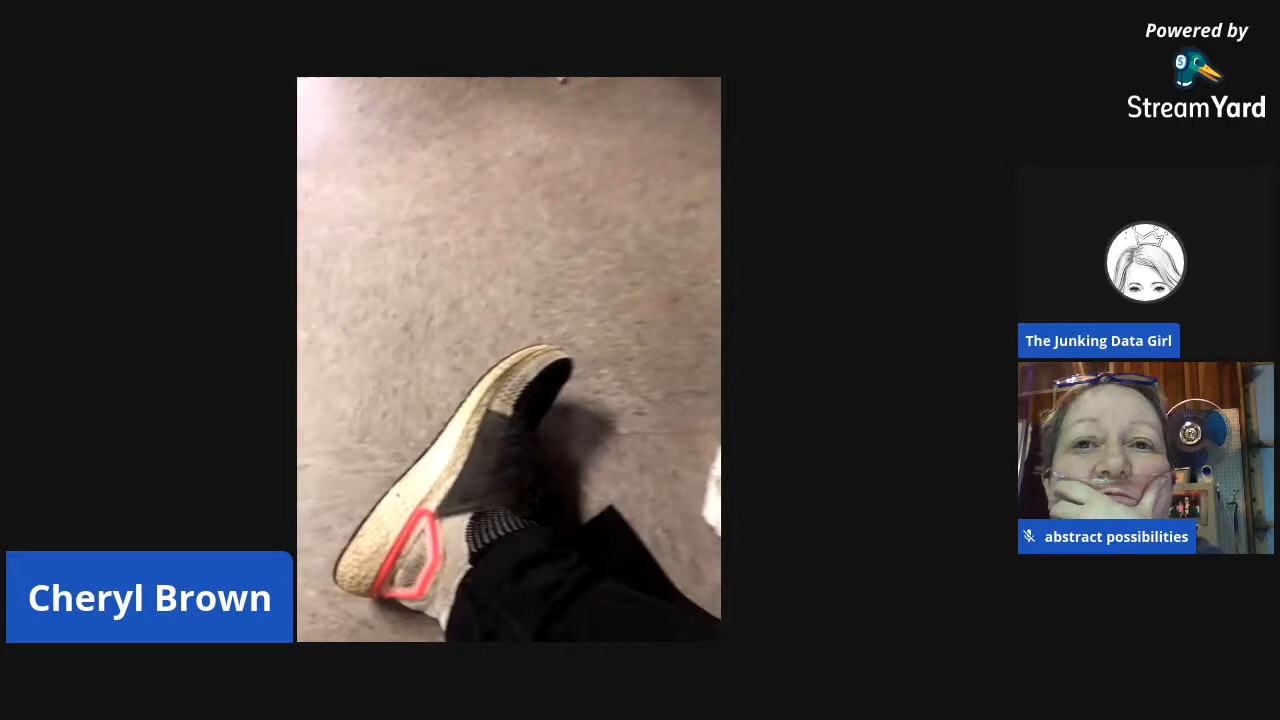 Powered by
StreamYard
The Junking Data Girl
abstract possibilities
Cheryl Brown